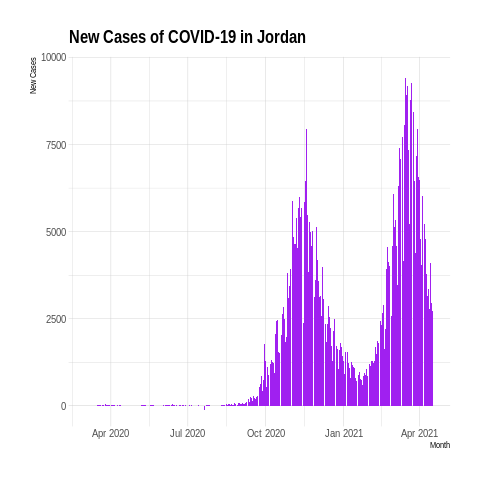 New Cases of COVID-19 in Jordan
New Cases
10000
7500
5000
2500
0
Apr 2020 Jul 2020 Oct 2020 Jan 2021 Apr 2021
Month